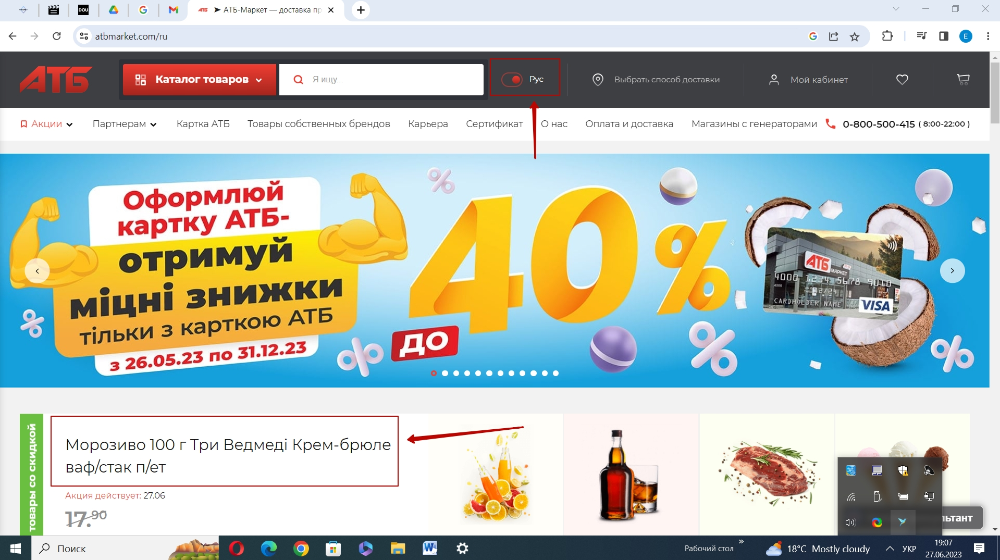 DOU
АТБ ➤ АТБ-Маркет — доставка пр
atbmarket.com/ru
E
АТБ
Каталог товаров
Я ищу...
Рус
Выбрать способ доставки
Мой кабинет
Акции
Партнерам
Картка АТБ
Товары собственных брендов
Карьера
Сертификат
О нас
Оплата и доставка
Магазины с генераторами
0-800-500-415 ( 8:00-22:00 )
Оформлюй
картку АТБ-
отримуй
міцні знижки
тільки з карткою АТБ
з 26.05.23 по 31.12.23
ДО
40%
АТБ
МАРКЕТ
4000 1234 5678 9010
4000
12/24
CARDHOLDER NAME
VISA
товары со скидкой
Морозиво 100 г Три Ведмеді Крем-брюле
ваф/стак п/ет
Акция действует: 27.06
17.90
льтант
Поиск
Рабочий стол
18°C Mostly cloudy
УКР
19:07
27.06.2023